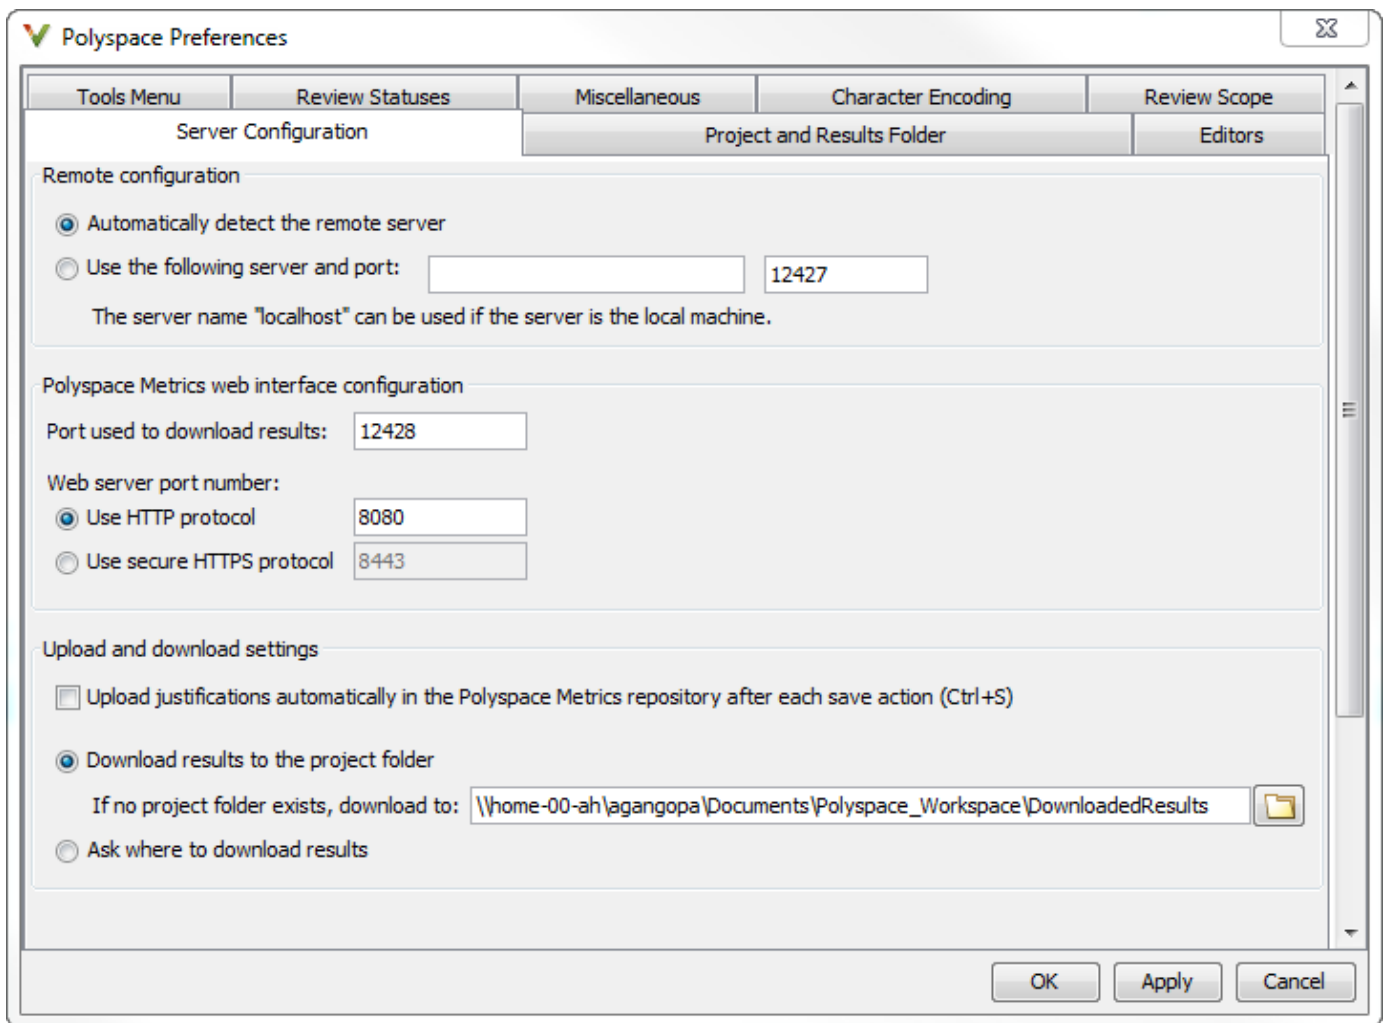 Polyspace Preferences
Tools Menu Review Statuses Miscellaneous Character Encoding Review Scope
Server Configuration Project and Results Folder Editors
Remote configuration
Automatically detect the remote server
Use the following server and port: 12427
The server name "localhost" can be used if the server is the local machine.
Polyspace Metrics web interface configuration
Port used to download results: 12428
Web server port number:
Use HTTP protocol 8080
Use secure HTTPS protocol 8443
Upload and download settings
Upload justifications automatically in the Polyspace Metrics repository after each save action (Ctrl+S)
Download results to the project folder
If no project folder exists, download to: \\home-00-ah\agangopa\Documents\Polyspace_Workspace\DownloadedResults
Ask where to download results
OK Apply Cancel